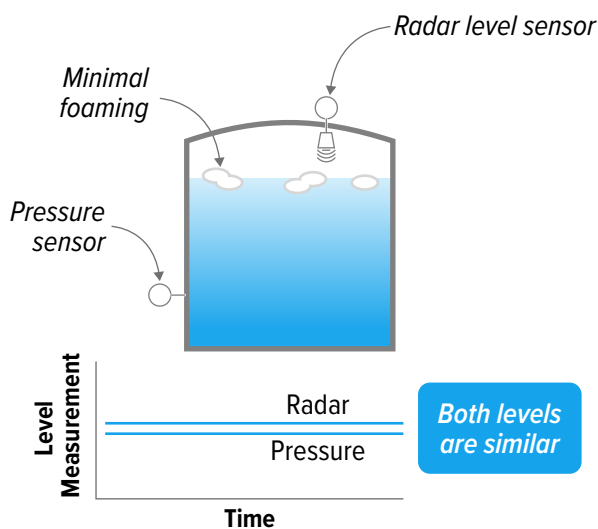 Radar level sensor
Minimal
foaming
Pressure
sensor
Level
Measurement
Radar
Pressure
Both levels
are similar
Time